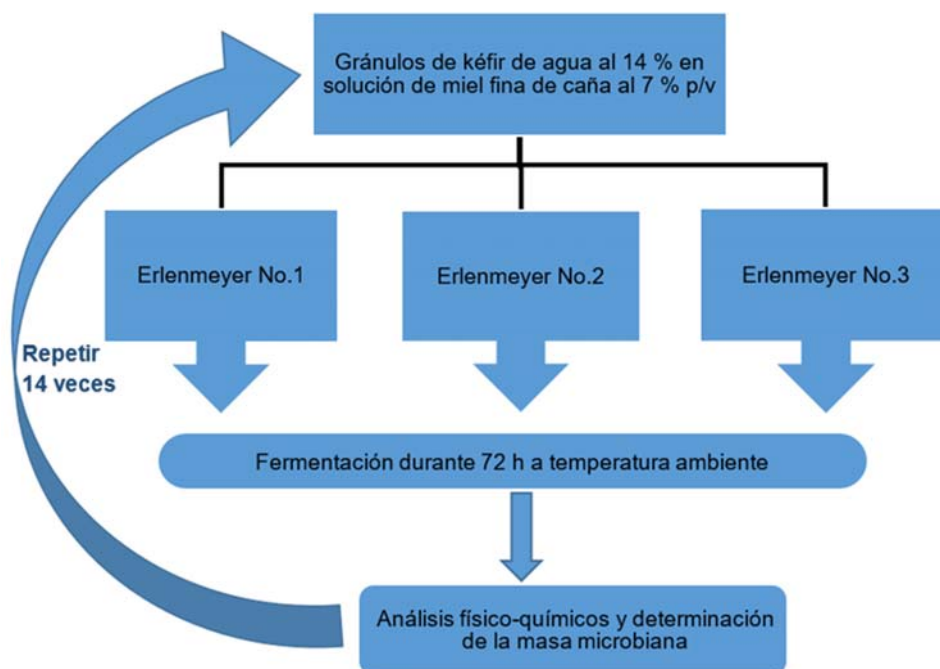 Gránulos de kéfir de agua al 14 % en
solución de miel fina de caña al 7 % p/v
Erlenmeyer No.1
Erlenmeyer No.2
Erlenmeyer No.3
Repetir
14 veces
Fermentación durante 72 h a temperatura ambiente
Análisis físico-químicos y determinación
de la masa microbiana